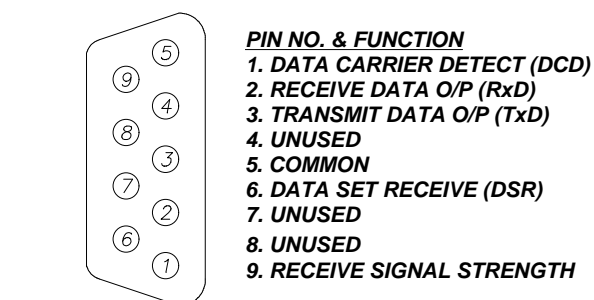 PIN NO. & FUNCTION
1. DATA CARRIER DETECT (DCD)
2. RECEIVE DATA O/P (RxD)
3. TRANSMIT DATA O/P (TxD)
4. UNUSED
5. COMMON
6. DATA SET RECEIVE (DSR)
7. UNUSED
8. UNUSED
9. RECEIVE SIGNAL STRENGTH
5
9
4
8
3
7
2
6
1